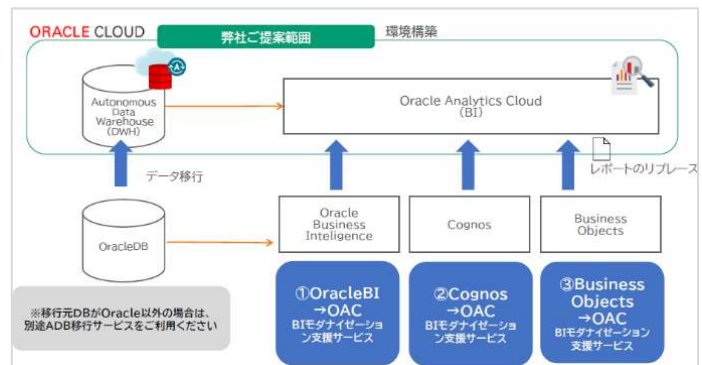 ORACLE CLOUD
弊社ご提案範囲
環境構築
Autonomous
Data
Warehouse
(DWH)
Oracle Analytics Cloud
(BI)
データ移行
レポートのリプレース
OracleDB
Oracle
Business
Inteligence
Cognos
Business
Objects
※移行元DBがOracle以外の場合は、
別途ADB移行サービスをご利用ください
①OracleBI
→OAC
BIモダナイゼーショ
ン支援サービス
②Cognos
→OAC
BIモダナイゼーショ
ン支援サービス
③Business
Objects
→OAC
BIモダナイゼーション
支援サービス